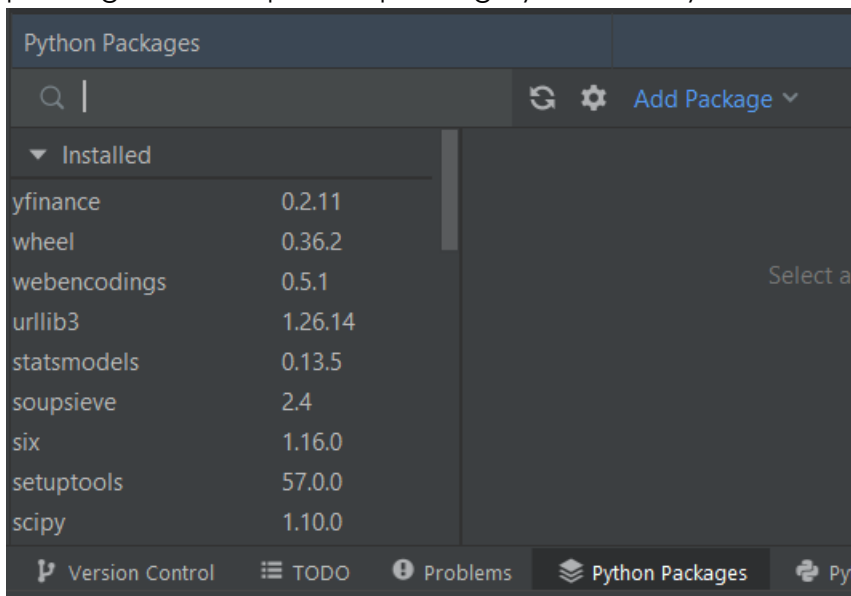 Python Packages
Add Package
Installed
yfinance 0.2.11
wheel 0.36.2
webencodings 0.5.1
urllib3 1.26.14
statsmodels 0.13.5
soupsieve 2.4
six 1.16.0
setuptools 57.0.0
scipy 1.10.0
Select a
Version Control TODO Problems Python Packages Py